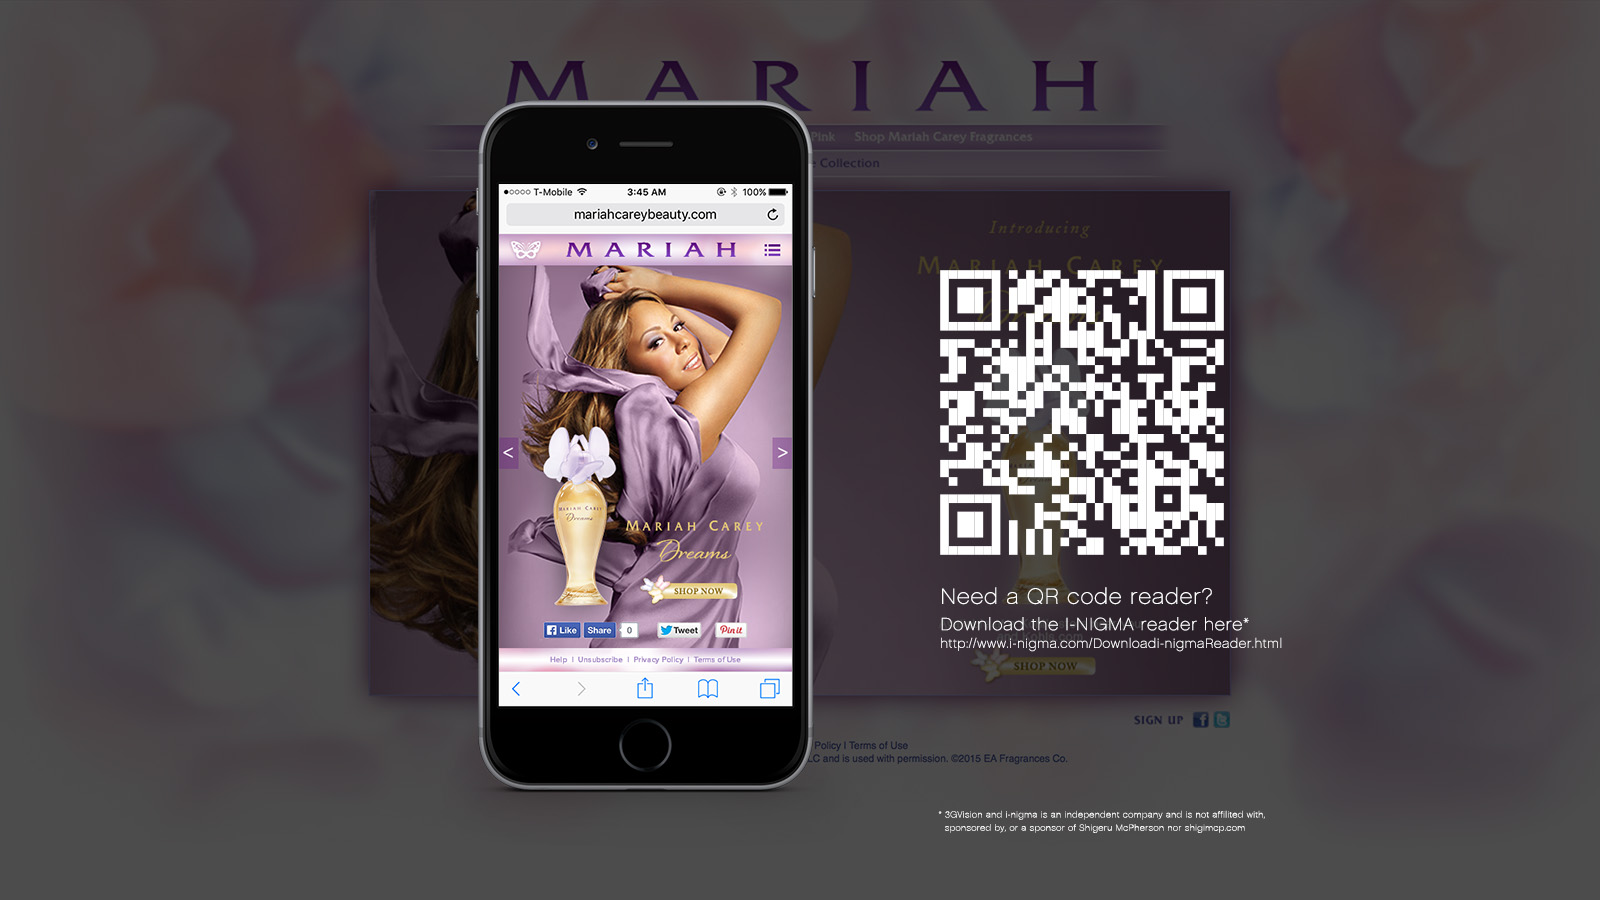 MARIAH
Pink Shop Mariah Carey Fragrances
Collection
T-Mobile 3:45 AM 100%
mariahcareybeauty.com
MARIAH
< >
MARIAH CAREY
Dreams
MARIAH CAREY
Dreams
SHOP NOW
Like Share 0 Tweet Pin it
Help | Unsubscribe | Privacy Policy | Terms of Use
Introducing
MARIAH CAREY
Need a QR code reader?
Download the I-NIGMA reader here*
http://www.i-nigma.com/Downloadi-nigmaReader.html
SHOP NOW
SIGN UP
Policy | Terms of Use
LC and is used with permission. ©2015 EA Fragrances Co.
* 3GVision and i-nigma is an independent company and is not affilited with,
sponsored by, or a sponsor of Shigeru McPherson nor shigimcp.com